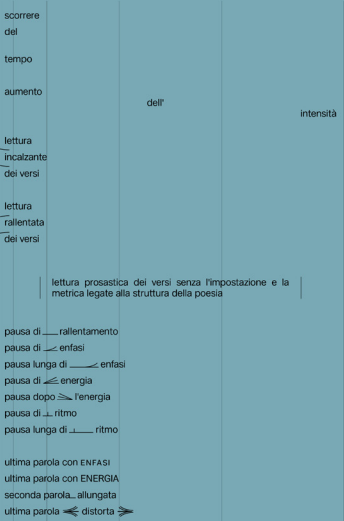 scorrere
del
tempo
aumento
dell'
intensità
lettura
incalzante
dei versi
lettura
rallentata
dei versi
lettura prosastica dei versi senza l'impostazione e la
metrica legate alla struttura della poesia
pausa di rallentamento
pausa di enfasi
pausa lunga di enfasi
pausa di energia
pausa dopo l'energia
pausa di ritmo
pausa lunga di ritmo
ultima parola con ENFASI
ultima parola con ENERGIA
seconda parola allungata
ultima parola distorta